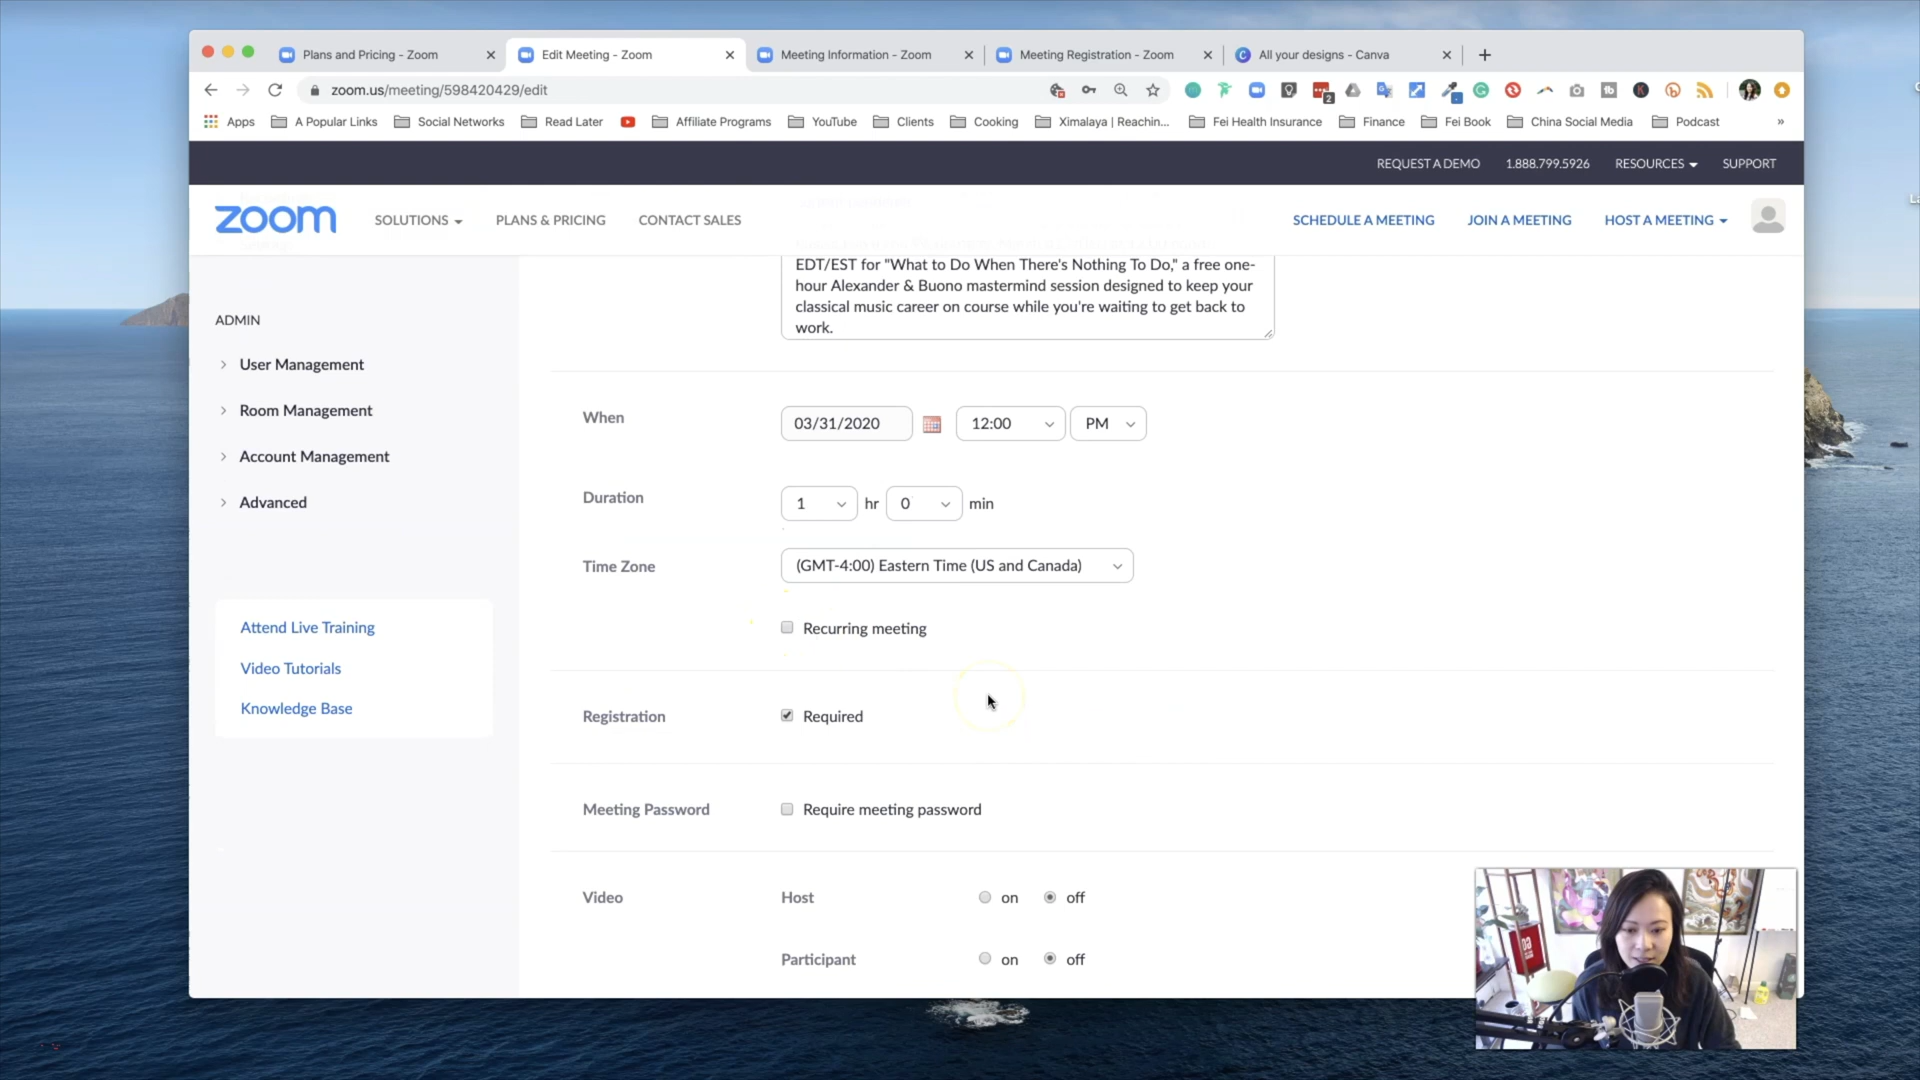 Plans and Pricing - Zoom
Edit Meeting - Zoom
Meeting Information - Zoom
Meeting Registration - Zoom
All your designs - Canva
zoom.us/meeting/598420429/edit
Apps
A Popular Links
Social Networks
Read Later
Affiliate Programs
YouTube
Clients
Cooking
Ximalaya | Reachin...
Fei Health Insurance
Finance
Fei Book
China Social Media
Podcast
»
REQUEST A DEMO
1.888.799.5926
RESOURCES
SUPPORT
zoom
SOLUTIONS
PLANS & PRICING
CONTACT SALES
SCHEDULE A MEETING
JOIN A MEETING
HOST A MEETING
EDT/EST for "What to Do When There's Nothing To Do," a free one-
hour Alexander & Buono mastermind session designed to keep your
classical music career on course while you're waiting to get back to
work.
ADMIN
User Management
Room Management
Account Management
Advanced
Attend Live Training
Video Tutorials
Knowledge Base
When
03/31/2020
12:00
PM
Duration
1
hr
0
min
Time Zone
(GMT-4:00) Eastern Time (US and Canada)
Recurring meeting
Registration
Required
Meeting Password
Require meeting password
Video
Host
on
off
Participant
on
off